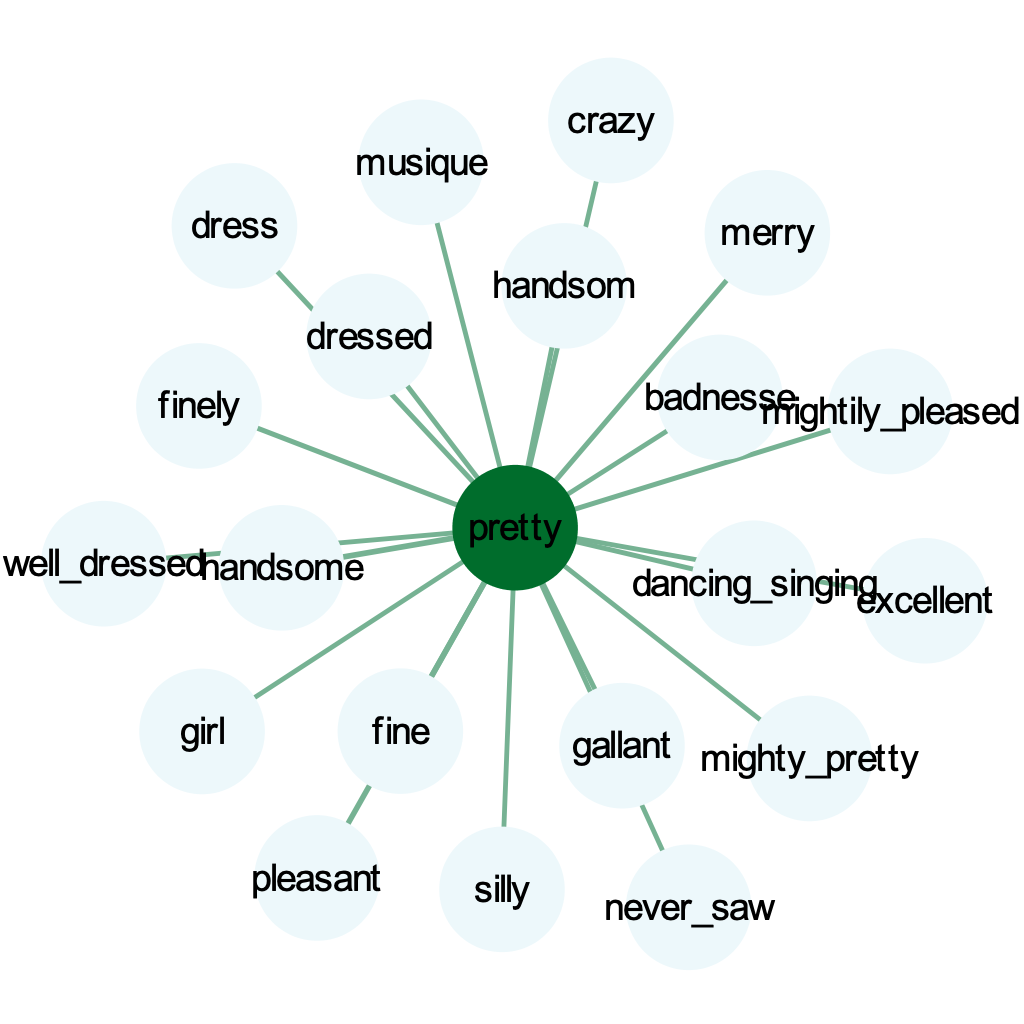 crazy
musique
dress
merry
handsom
dressed
badnesse
finely
mightily_pleased
pretty
well_dressed
handsome
dancing_singing
excellent
girl
fine
gallant
mighty_pretty
pleasant
silly
never_saw